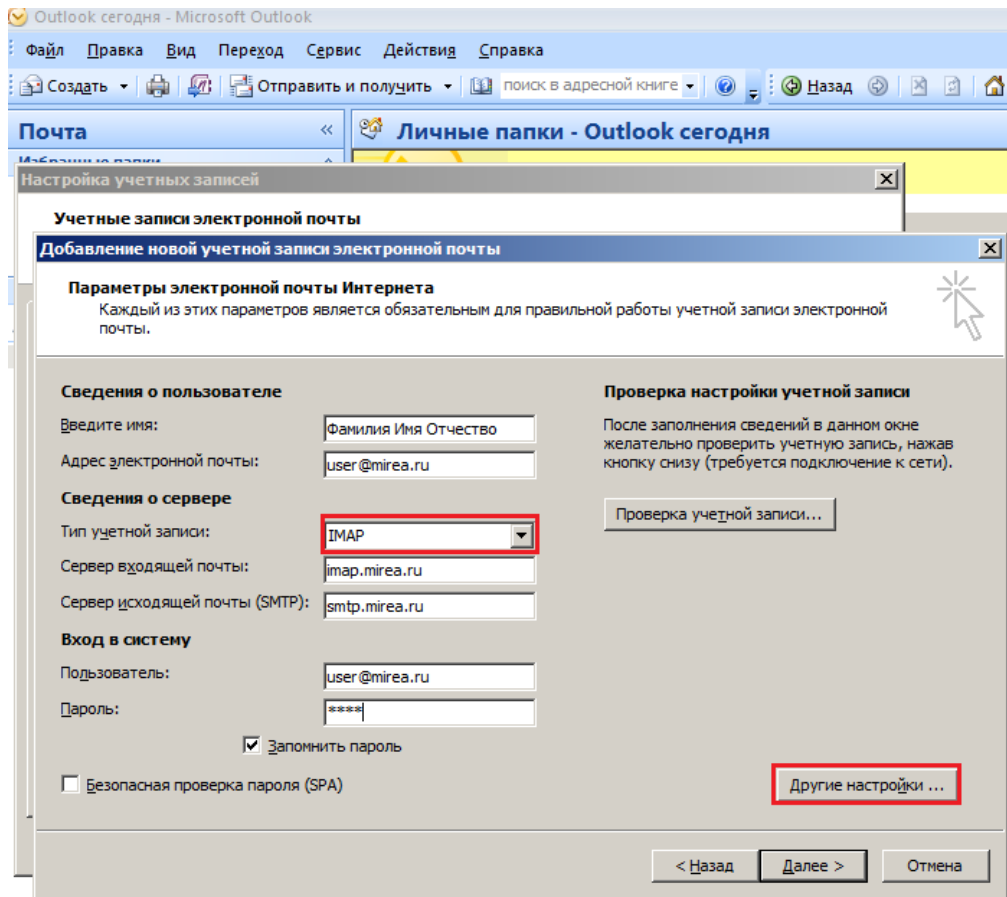 Outlook сегодня - Microsoft Outlook
Файл Правка Вид Переход Сервис Действия Справка
Создать Отправить и получить поиск в адресной книге Назад
Почта «
Личные папки - Outlook сегодня
Избранные папки
Настройка учетных записей
Учетные записи электронной почты
Добавление новой учетной записи электронной почты
Параметры электронной почты Интернета
Каждый из этих параметров является обязательным для правильной работы учетной записи электронной
почты.
Сведения о пользователе
Введите имя: Фамилия Имя Отчество
Адрес электронной почты: user@mirea.ru
Сведения о сервере
Тип учетной записи: IMAP
Сервер входящей почты: imap.mirea.ru
Сервер исходящей почты (SMTP): smtp.mirea.ru
Вход в систему
Пользователь: user@mirea.ru
Пароль: ****
Запомнить пароль
Безопасная проверка пароля (SPA)
Проверка настройки учетной записи
После заполнения сведений в данном окне
желательно проверить учетную запись, нажав
кнопку снизу (требуется подключение к сети).
Проверка учетной записи...
Другие настройки ...
< Назад Далее > Отмена